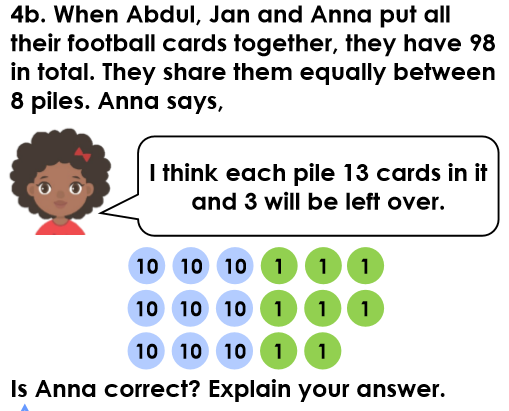 4b. When Abdul, Jan and Anna put all
their football cards together, they have 98
in total. They share them equally between
8 piles. Anna says,
I think each pile 13 cards in it
and 3 will be left over.
10 10 10 1 1 1
10 10 10 1 1 1
10 10 10 1 1
Is Anna correct? Explain your answer.